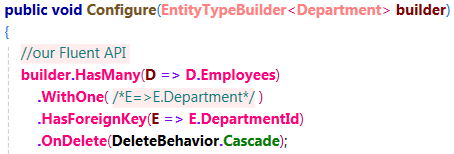 public void Configure(EntityTypeBuilder<Department> builder)
{
//our Fluent API
builder.HasMany(D => D.Employees)
.WithOne( /*E=>E.Department*/ )
.HasForeignKey(E => E.DepartmentId)
.OnDelete(DeleteBehavior.Cascade);